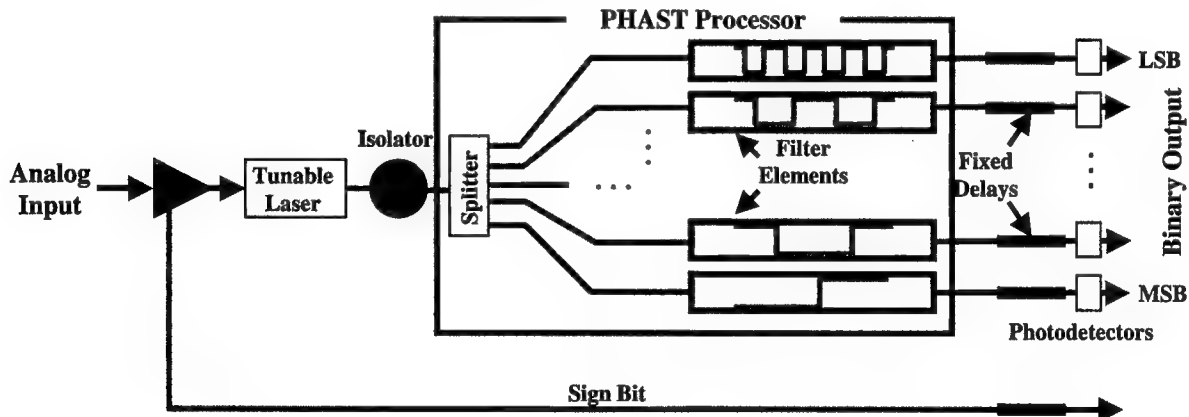 PHAST Processor
LSB
Isolator
Analog
Input
Tunable
Laser
Splitter
Filter
Elements
Fixed
Delays
Binary Output
MSB
Photodetectors
Sign Bit